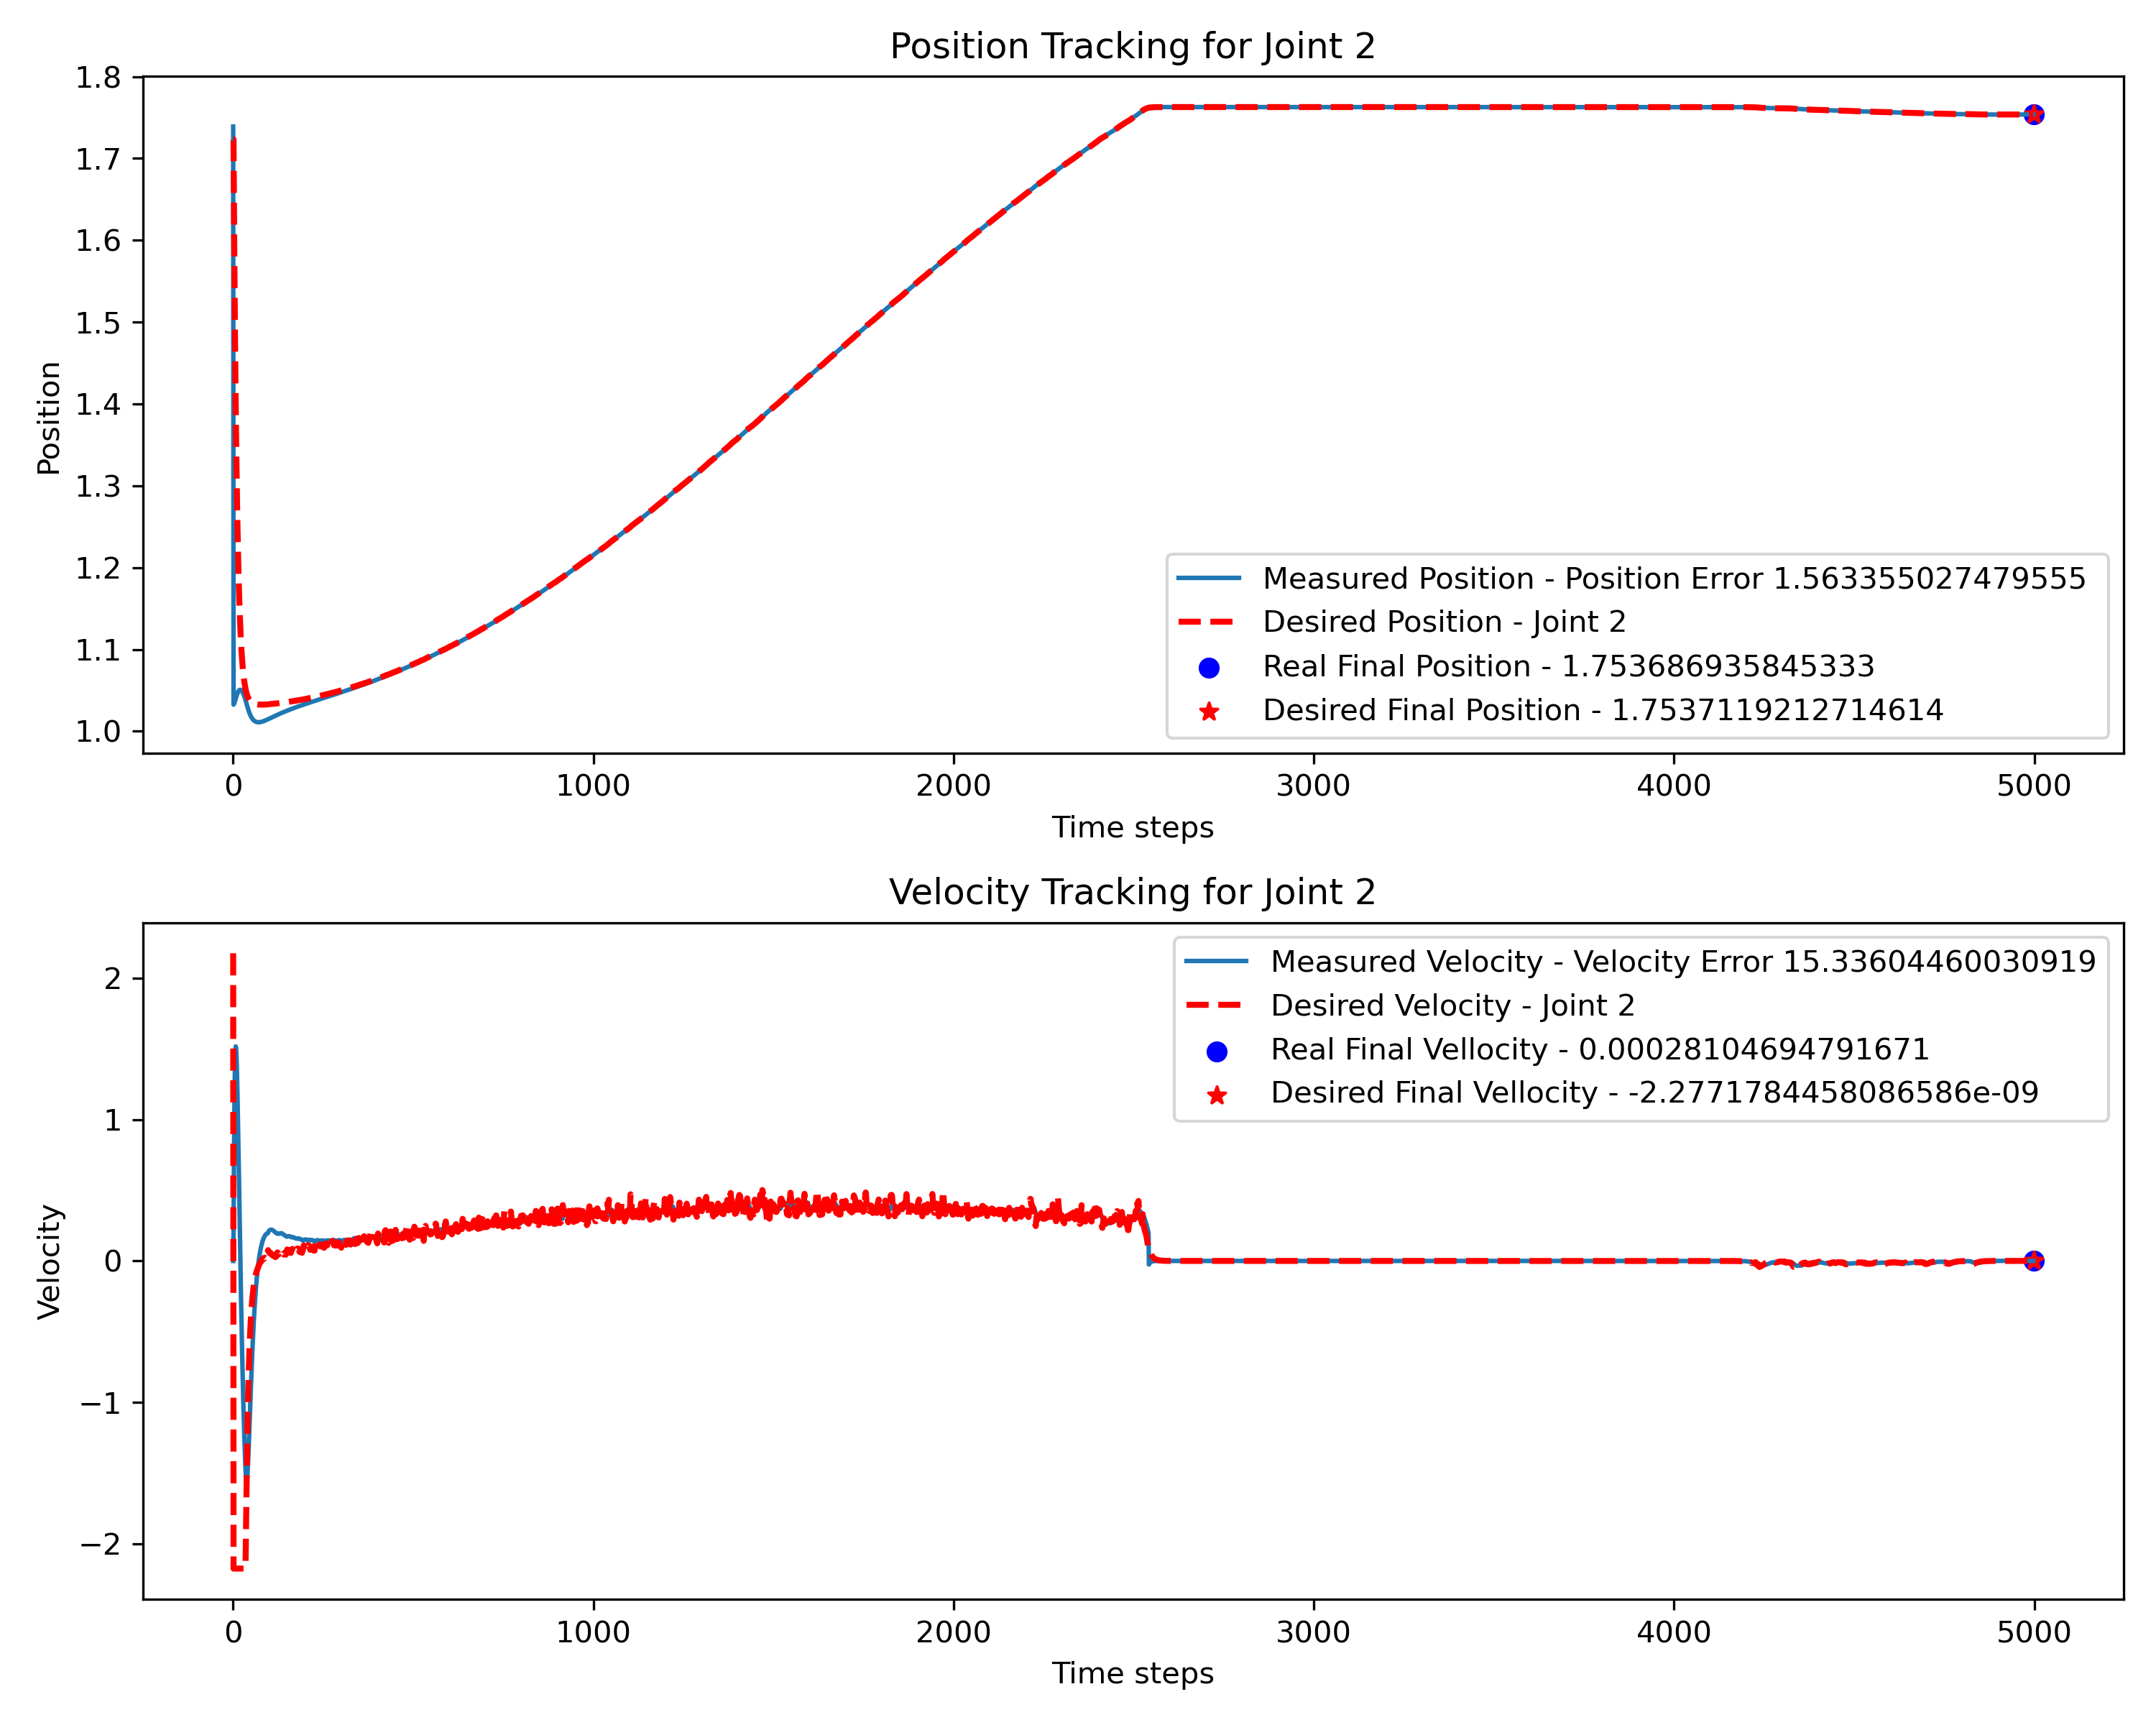 Position Tracking for Joint 2
1.8
1.7
1.6
1.5
1.4
1.3
1.2
1.1
1.0
Position
Measured Position - Position Error 1.563355027479555
Desired Position - Joint 2
Real Final Position - 1.753686935845333
Desired Final Position - 1.7537119212714614
0 1000 2000 3000 4000 5000
Time steps
Velocity Tracking for Joint 2
2
1
0
−1
−2
Velocity
Measured Velocity - Velocity Error 15.33604460030919
Desired Velocity - Joint 2
Real Final Vellocity - 0.00028104694791671
Desired Final Vellocity - -2.2771784458086586e-09
0 1000 2000 3000 4000 5000
Time steps